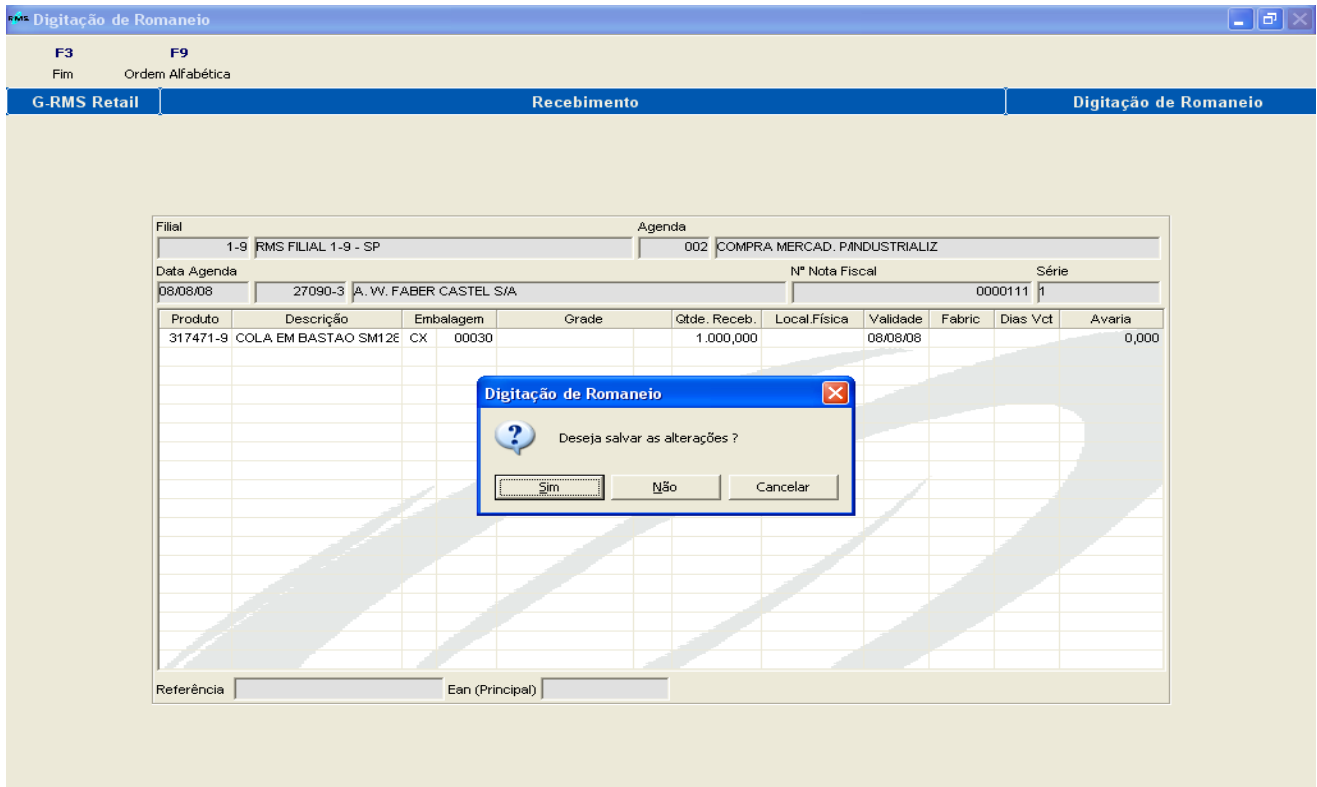 RMS Digitação de Romaneio
F3 F9
Fim Ordem Alfabética
G-RMS Retail Recebimento Digitação de Romaneio
Filial Agenda
1-9 RMS FILIAL 1-9 - SP 002 COMPRA MERCAD. P/INDUSTRIALIZ
Data Agenda Nº Nota Fiscal Série
08/08/08 27090-3 A. W. FABER CASTEL S/A 0000111 1
Produto Descrição Embalagem Grade Qtde. Receb. Local.Física Validade Fabric Dias Vct Avaria
317471-9 COLA EM BASTAO SM128 CX 00030 1.000,000 08/08/08 0,000
Digitação de Romaneio
Deseja salvar as alterações ?
Sim Não Cancelar
Referência Ean (Principal)